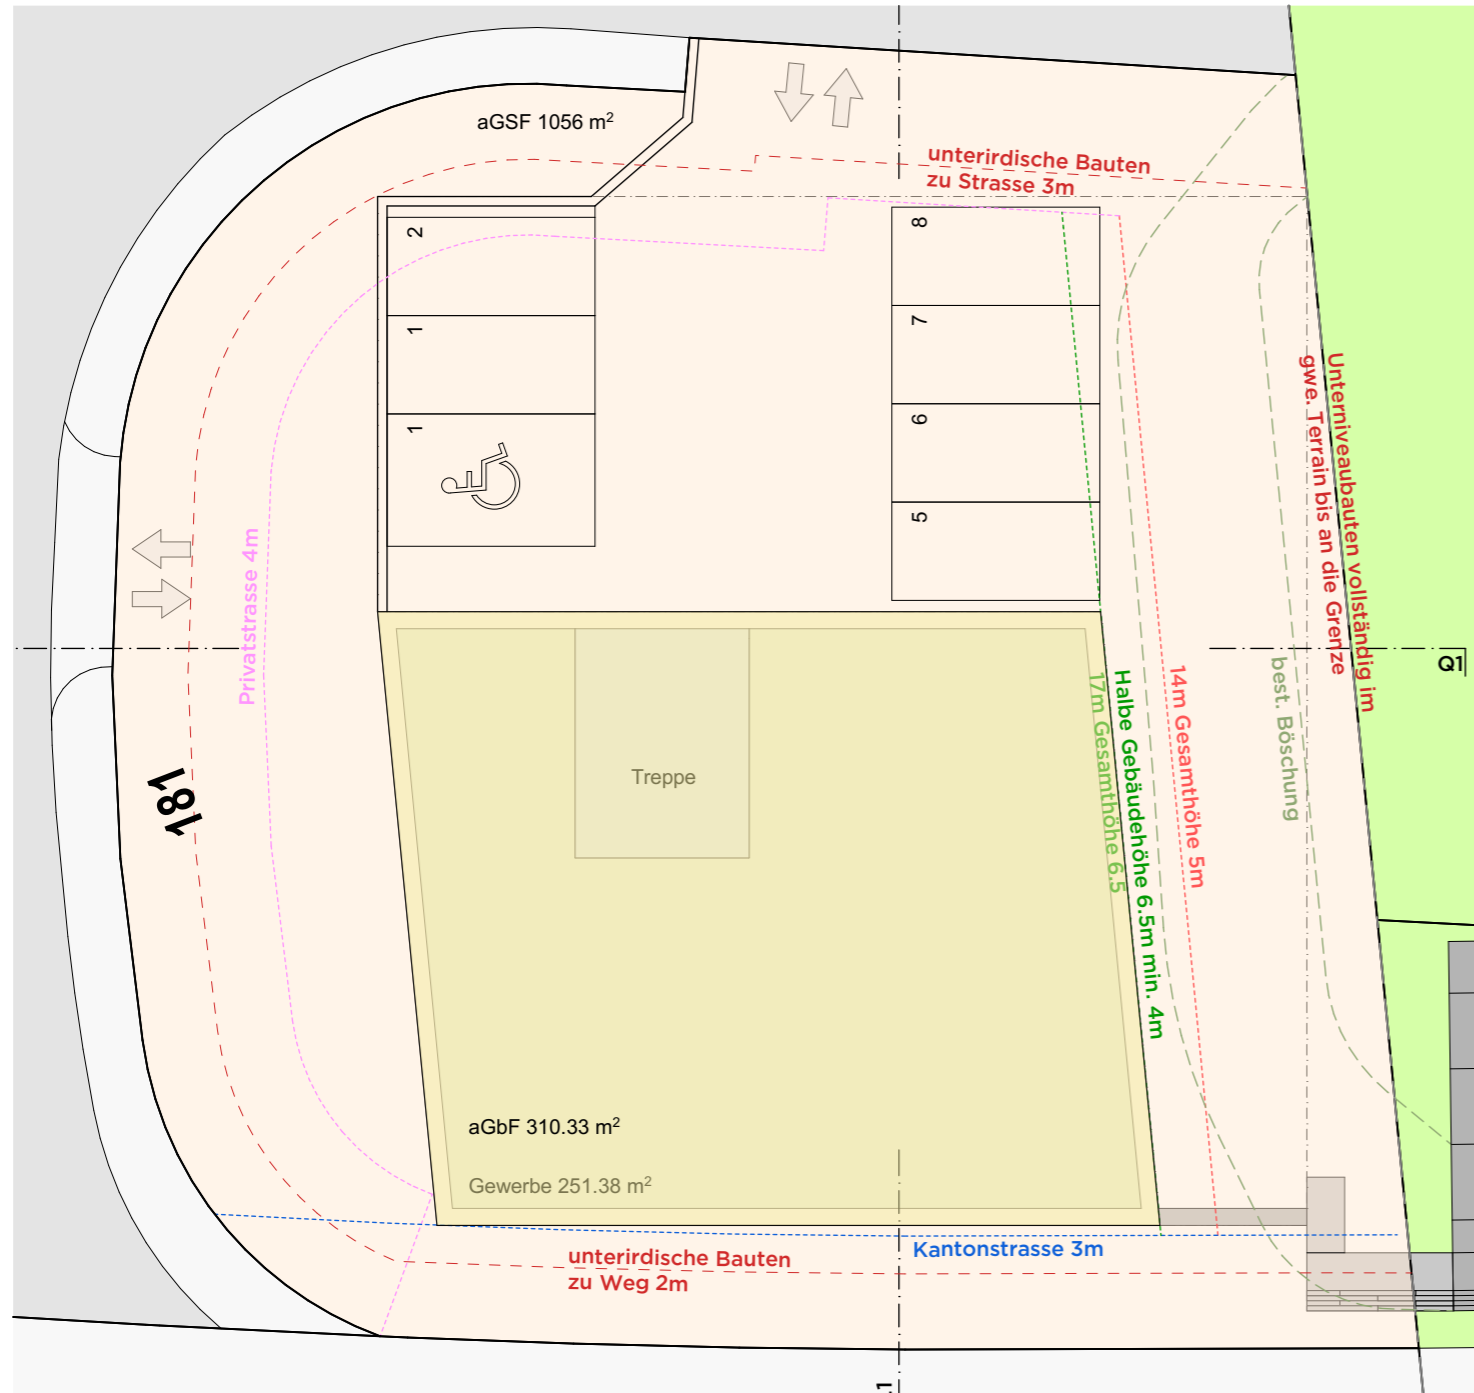 aGSF 1056 m²
unterirdische Bauten
zu Strasse 3m
2
1
1
8
7
6
5
Unterniveaubauten vollständig im
gwe. Terrain bis an die Grenze
Privatstrasse 4m
Q1
best. Böschung
14m Gesamthöhe 5m
Halbe Gebäudehöhe 6.5m min. 4m
17m Gesamthöhe 6.5
Treppe
181
aGbF 310.33 m²
Gewerbe 251.38 m²
Kantonstrasse 3m
unterirdische Bauten
zu Weg 2m